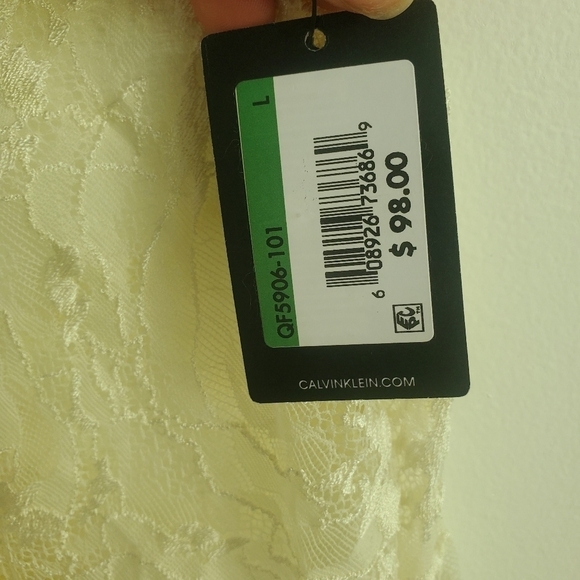 QF5906-101 L
6 08926 73686 9
$ 98.00
CALVINKLEIN.COM